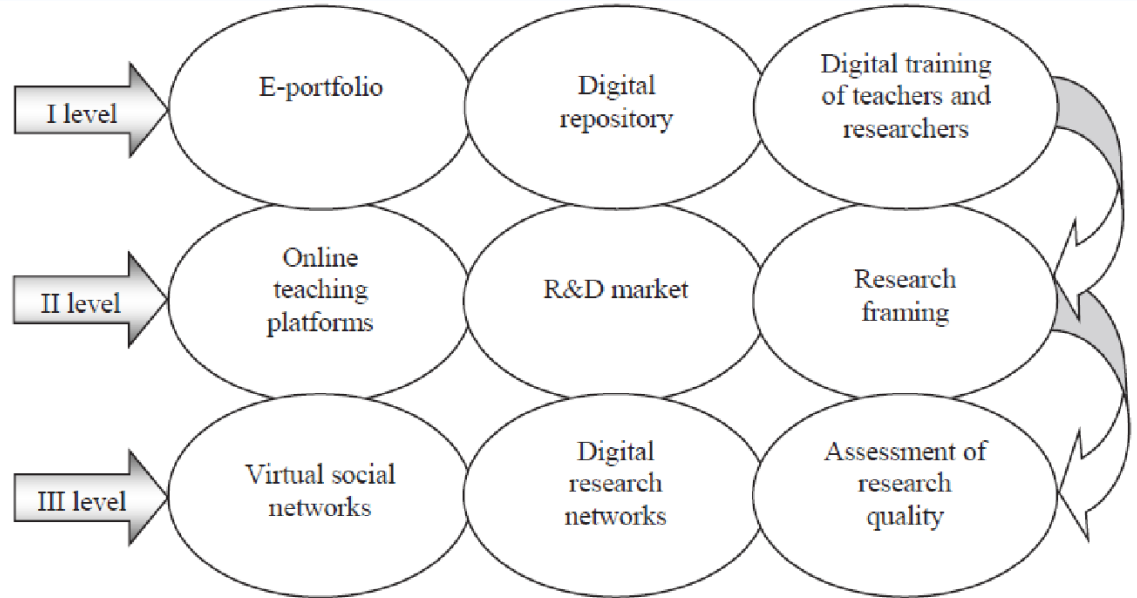 I level
E-portfolio
Digital
repository
Digital training
of teachers and
researchers
II level
Online
teaching
platforms
R&D market
Research
framing
III level
Virtual social
networks
Digital
research
networks
Assessment of
research
quality